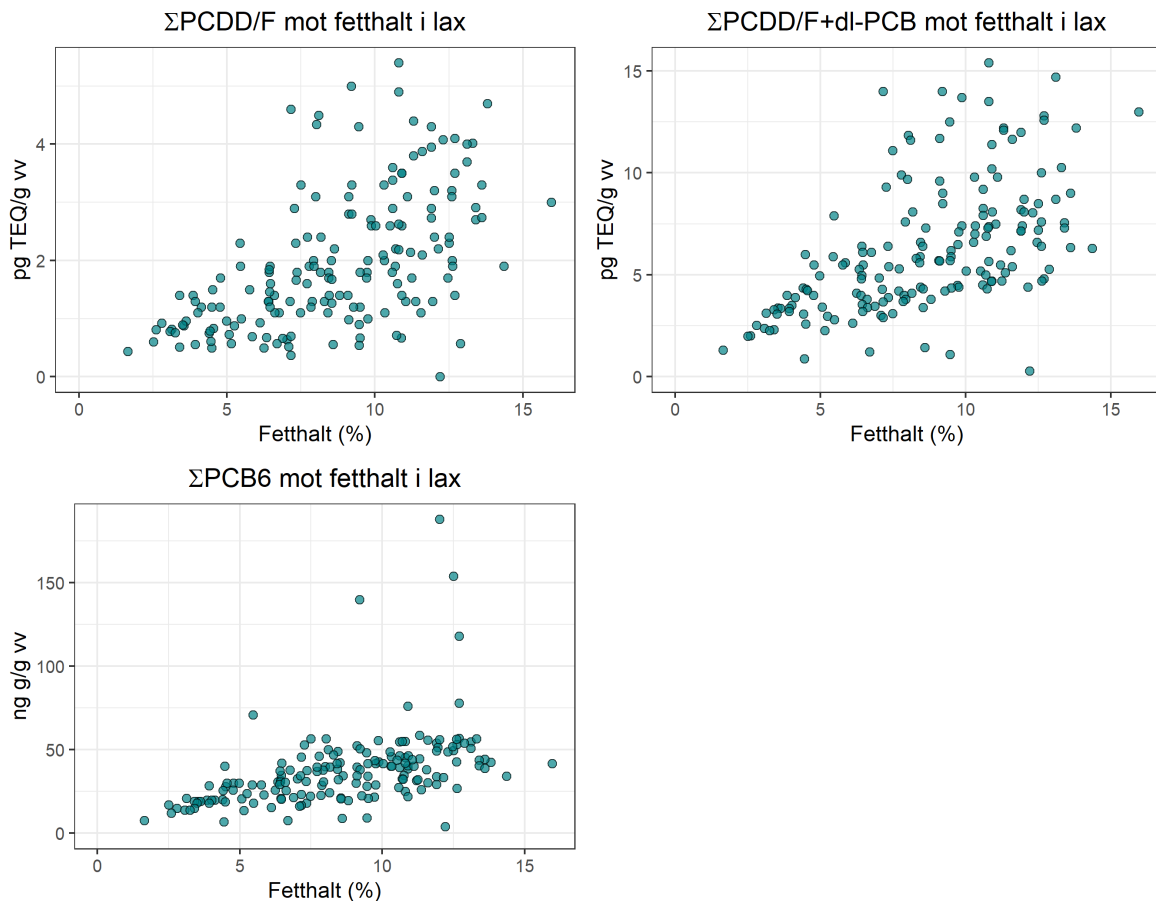 ΣPCDD/F mot fetthalt i lax
pg TEQ/g vv
4
2
0
0
5
10
15
Fetthalt (%)
ΣPCDD/F+dl-PCB mot fetthalt i lax
pg TEQ/g vv
15
10
5
0
0
5
10
15
Fetthalt (%)
ΣPCB6 mot fetthalt i lax
ng g/g vv
150
100
50
0
0
5
10
15
Fetthalt (%)